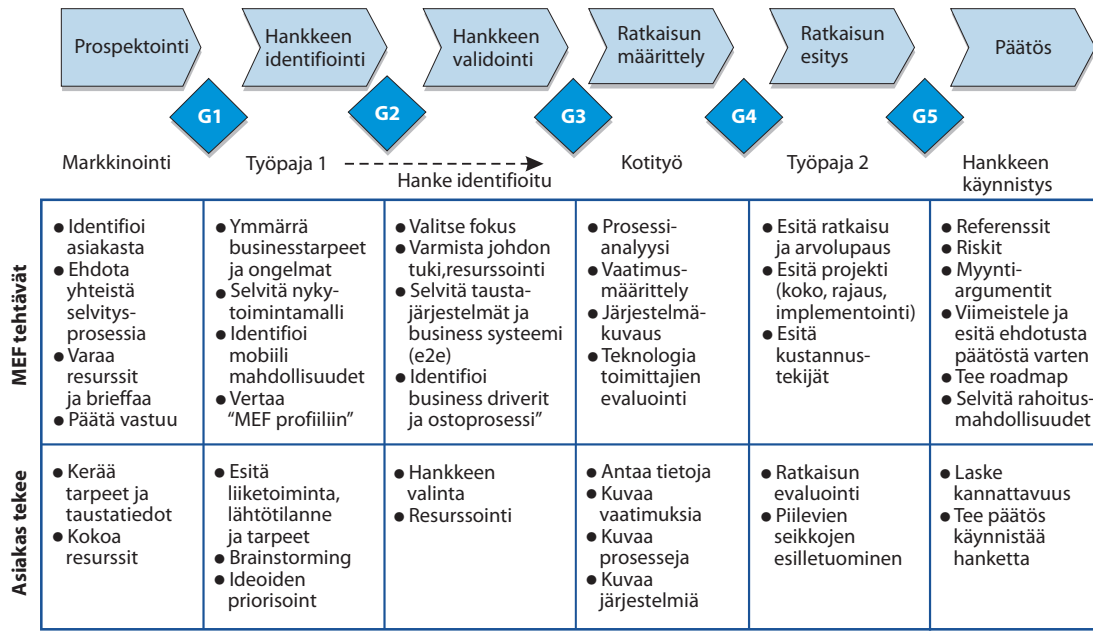 Prospektointi
Hankkeen
identifiointi
Hankkeen
validointi
Ratkaisun
määrittely
Ratkaisun
esitys
Päätös
G1
G2
G3
G4
G5
Markkinointi
Työpaja 1
Hanke identifioitu
Kotityö
Työpaja 2
Hankkeen
käynnistys
MEF tehtävät
● Identifioi
asiakasta
● Ehdota
yhteistä
selvitys-
prosessia
● Varaa
resurssit
ja brieffaa
● Päätä vastuu
● Ymmärrä
businesstarpeet
ja ongelmat
● Selvitä nyky-
toimintamalli
● Identifioi
mobiili
mahdollisuudet
● Vertaa
“MEF profiiliin”
● Valitse fokus
● Varmista johdon
tuki,resurssointi
● Selvitä tausta-
järjestelmät ja
business systeemi
(e2e)
● Identifioi
business driverit
ja ostoprosessi”
● Prosessi-
analyysi
● Vaatimus-
määrittely
● Järjestelmä-
kuvaus
● Teknologia
toimittajien
evaluointi
● Esitä ratkaisu
ja arvolupaus
● Esitä projekti
(koko, rajaus,
implementointi)
● Esitä
kustannus-
tekijät
● Referenssit
● Riskit
● Myynti-
argumentit
● Viimeistele ja
esitä ehdotusta
päätöstä varten
● Tee roadmap
● Selvitä rahoitus-
mahdollisuudet
Asiakas tekee
● Kerää
tarpeet ja
taustatiedot
● Kokoa
resurssit
● Esitä
liiketoiminta,
lähtötilanne
ja tarpeet
● Brainstorming
● Ideoiden
priorisoint
● Hankkeen
valinta
● Resurssointi
● Antaa tietoja
● Kuvaa
vaatimuksia
● Kuvaa
prosesseja
● Kuvaa
järjestelmiä
● Ratkaisun
evaluointi
● Piilevien
seikkojen
esilletuominen
● Laske
kannattavuus
● Tee päätös
käynnistää
hanketta